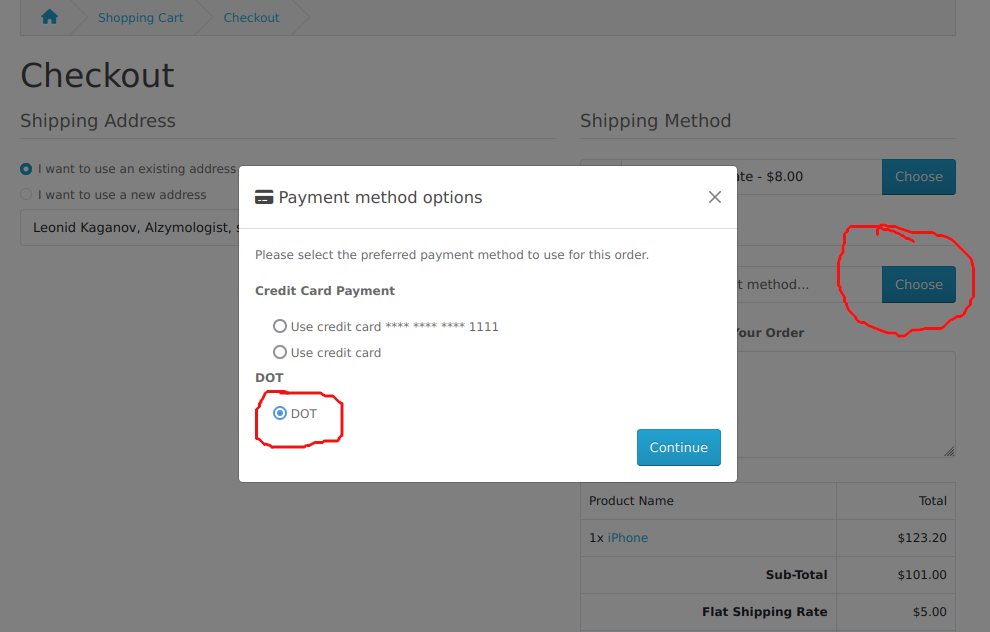 Shopping Cart
Checkout
Checkout
Shipping Address
I want to use an existing address
I want to use a new address
Leonid Kaganov, Alzymologist,
Shipping Method
- $8.00
Choose
method...
Choose
Your Order
Payment method options
Please select the preferred payment method to use for this order.
Credit Card Payment
Use credit card **** **** **** 1111
Use credit card
DOT
DOT
Continue
Product Name Total
1x iPhone $123.20
Sub-Total $101.00
Flat Shipping Rate $5.00